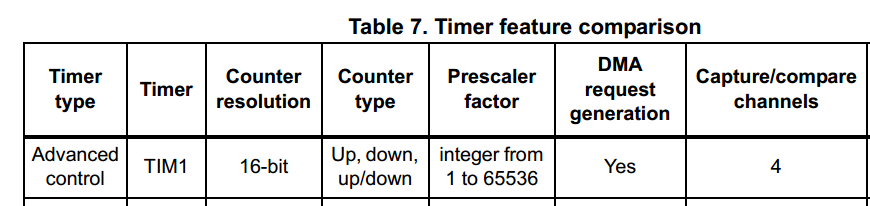 Table 7. Timer feature comparison
Timer type Timer Counter resolution Counter type Prescaler factor DMA request generation Capture/compare channels
Advanced control TIM1 16-bit Up, down, up/down integer from 1 to 65536 Yes 4